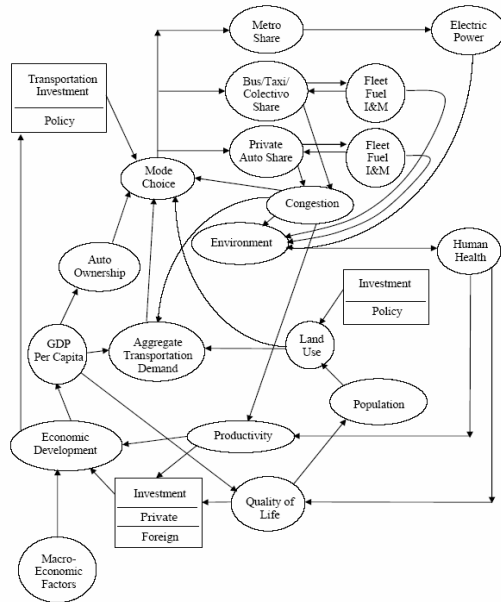 Metro
Share
Electric
Power
Transportation
Investment
Policy
Bus/Taxi/
Colectivo
Share
Fleet
Fuel
I&M
Private
Auto Share
Fleet
Fuel
I&M
Mode
Choice
Congestion
Environment
Human
Health
Auto
Ownership
Investment
Policy
GDP
Per Capita
Aggregate
Transportation
Demand
Land
Use
Population
Economic
Development
Productivity
Investment
Private
Foreign
Quality of
Life
Macro-
Economic
Factors